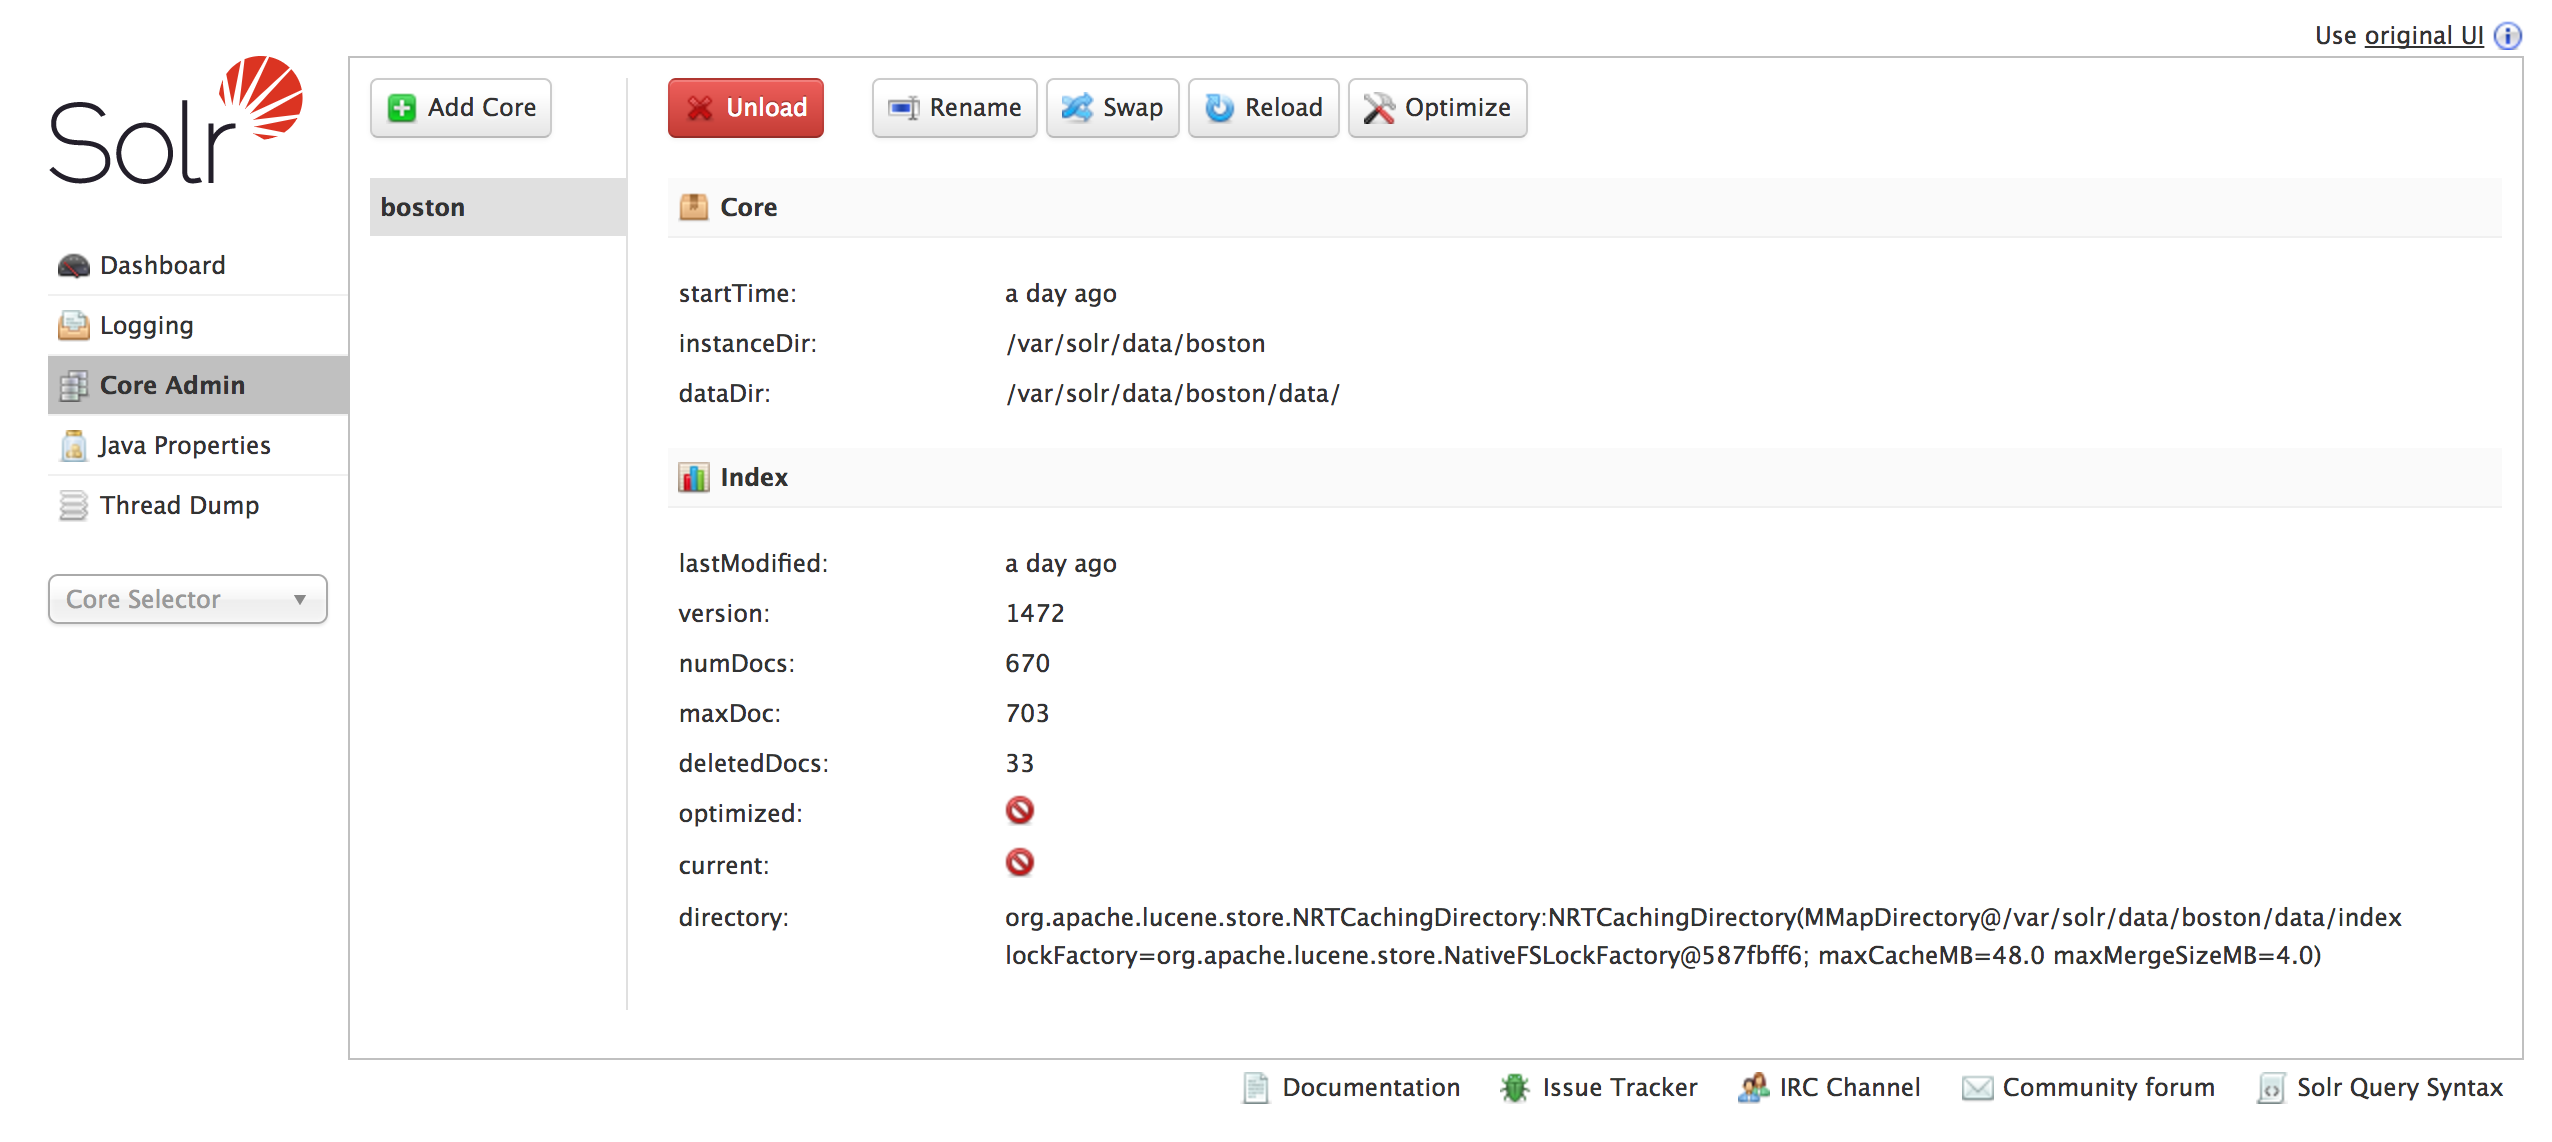 Use original UI
Solr
Add Core
Unload
Rename
Swap
Reload
Optimize
boston
Dashboard
Logging
Core Admin
Java Properties
Thread Dump
Core Selector
Core
startTime: a day ago
instanceDir: /var/solr/data/boston
dataDir: /var/solr/data/boston/data/
Index
lastModified: a day ago
version: 1472
numDocs: 670
maxDoc: 703
deletedDocs: 33
optimized:
current:
directory: org.apache.lucene.store.NRTCachingDirectory:NRTCachingDirectory(MMapDirectory@/var/solr/data/boston/data/index
lockFactory=org.apache.lucene.store.NativeFSLockFactory@587fbff6; maxCacheMB=48.0 maxMergeSizeMB=4.0)
Documentation
Issue Tracker
IRC Channel
Community forum
Solr Query Syntax